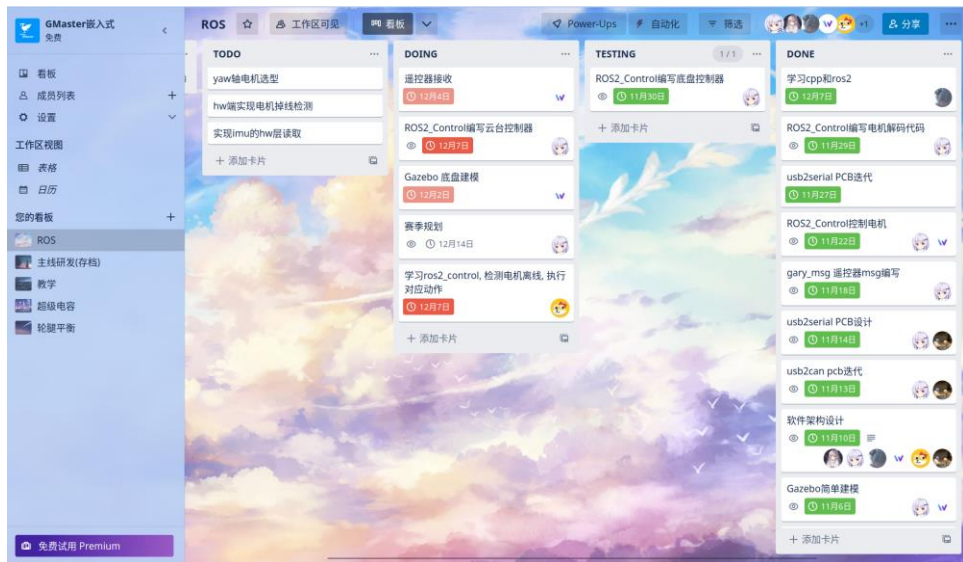 GMaster嵌入式
免费
看板
成员列表
设置
工作区视图
表格
日历
您的看板
ROS
主线研发(存档)
教学
超级电容
轮腿平衡
免费试用 Premium
ROS
工作区可见
看板
Power-Ups
自动化
筛选
+1
分享
TODO
yaw轴电机选型
hw端实现电机掉线检测
实现imu的hw层读取
+ 添加卡片
DOING
遥控器接收
12月4日
ROS2_Control编写云台控制器
12月7日
Gazebo 底盘建模
12月2日
赛季规划
12月14日
学习ros2_control, 检测电机离线, 执行
对应动作
12月7日
+ 添加卡片
TESTING
1/1
ROS2_Control编写底盘控制器
11月30日
+ 添加卡片
DONE
学习cpp和ros2
12月7日
ROS2_Control编写电机解码代码
11月29日
usb2serial PCB迭代
11月27日
ROS2_Control控制电机
11月22日
gary_msg 遥控器msg编写
11月18日
usb2serial PCB设计
11月14日
usb2can pcb迭代
11月13日
软件架构设计
11月10日
Gazebo简单建模
11月6日
+ 添加卡片